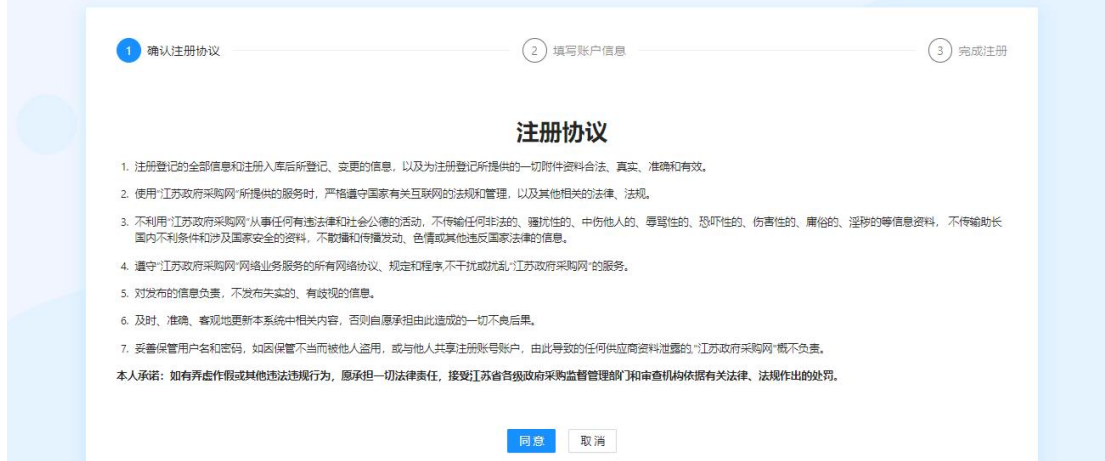 1 确认注册协议
2 填写账户信息
3 完成注册
注册协议
1. 注册登记的全部信息和注册入库后所登记、变更的信息，以及为注册登记所提供的一切附件资料合法、真实、准确和有效。
2. 使用“江苏政府采购网”所提供的服务时，严格遵守国家有关互联网的法规和管理，以及其他相关的法律、法规。
3. 不利用“江苏政府采购网”从事任何有违法律和社会公德的活动，不传输任何非法的、骚扰性的、中伤他人的、辱骂性的、恐吓性的、伤害性的、庸俗的、淫秽的等信息资料， 不传输助长
国内不利条件和涉及国家安全的资料，不散播和传播发动、色情或其他违反国家法律的信息。
4. 遵守“江苏政府采购网”网络业务服务的所有网络协议、规定和程序,不干扰或扰乱“江苏政府采购网”的服务。
5. 对发布的信息负责，不发布失实的、有歧视的信息。
6. 及时、准确、客观地更新本系统中相关内容，否则自愿承担由此造成的一切不良后果。
7. 妥善保管用户名和密码，如因保管不当而被他人盗用，或与他人共享注册账号账户，由此导致的任何供应商资料泄露的,“江苏政府采购网”概不负责。
本人承诺：如有弄虚作假或其他违法违规行为，愿承担一切法律责任，接受江苏省各级政府采购监督管理部门和审查机构依据有关法律、法规作出的处罚。
同意 取消